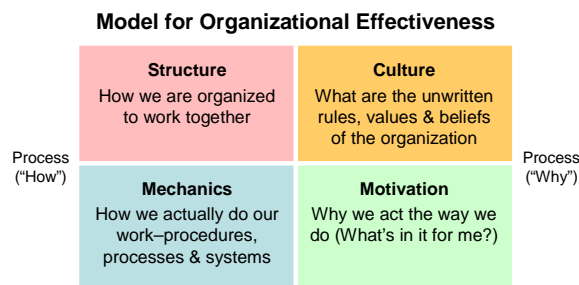 Model for Organizational Effectiveness
Structure
How we are organized
to work together
Culture
What are the unwritten
rules, values & beliefs
of the organization
Process
(“How”)
Process
(“Why”)
Mechanics
How we actually do our
work–procedures,
processes & systems
Motivation
Why we act the way we
do (What’s in it for me?)